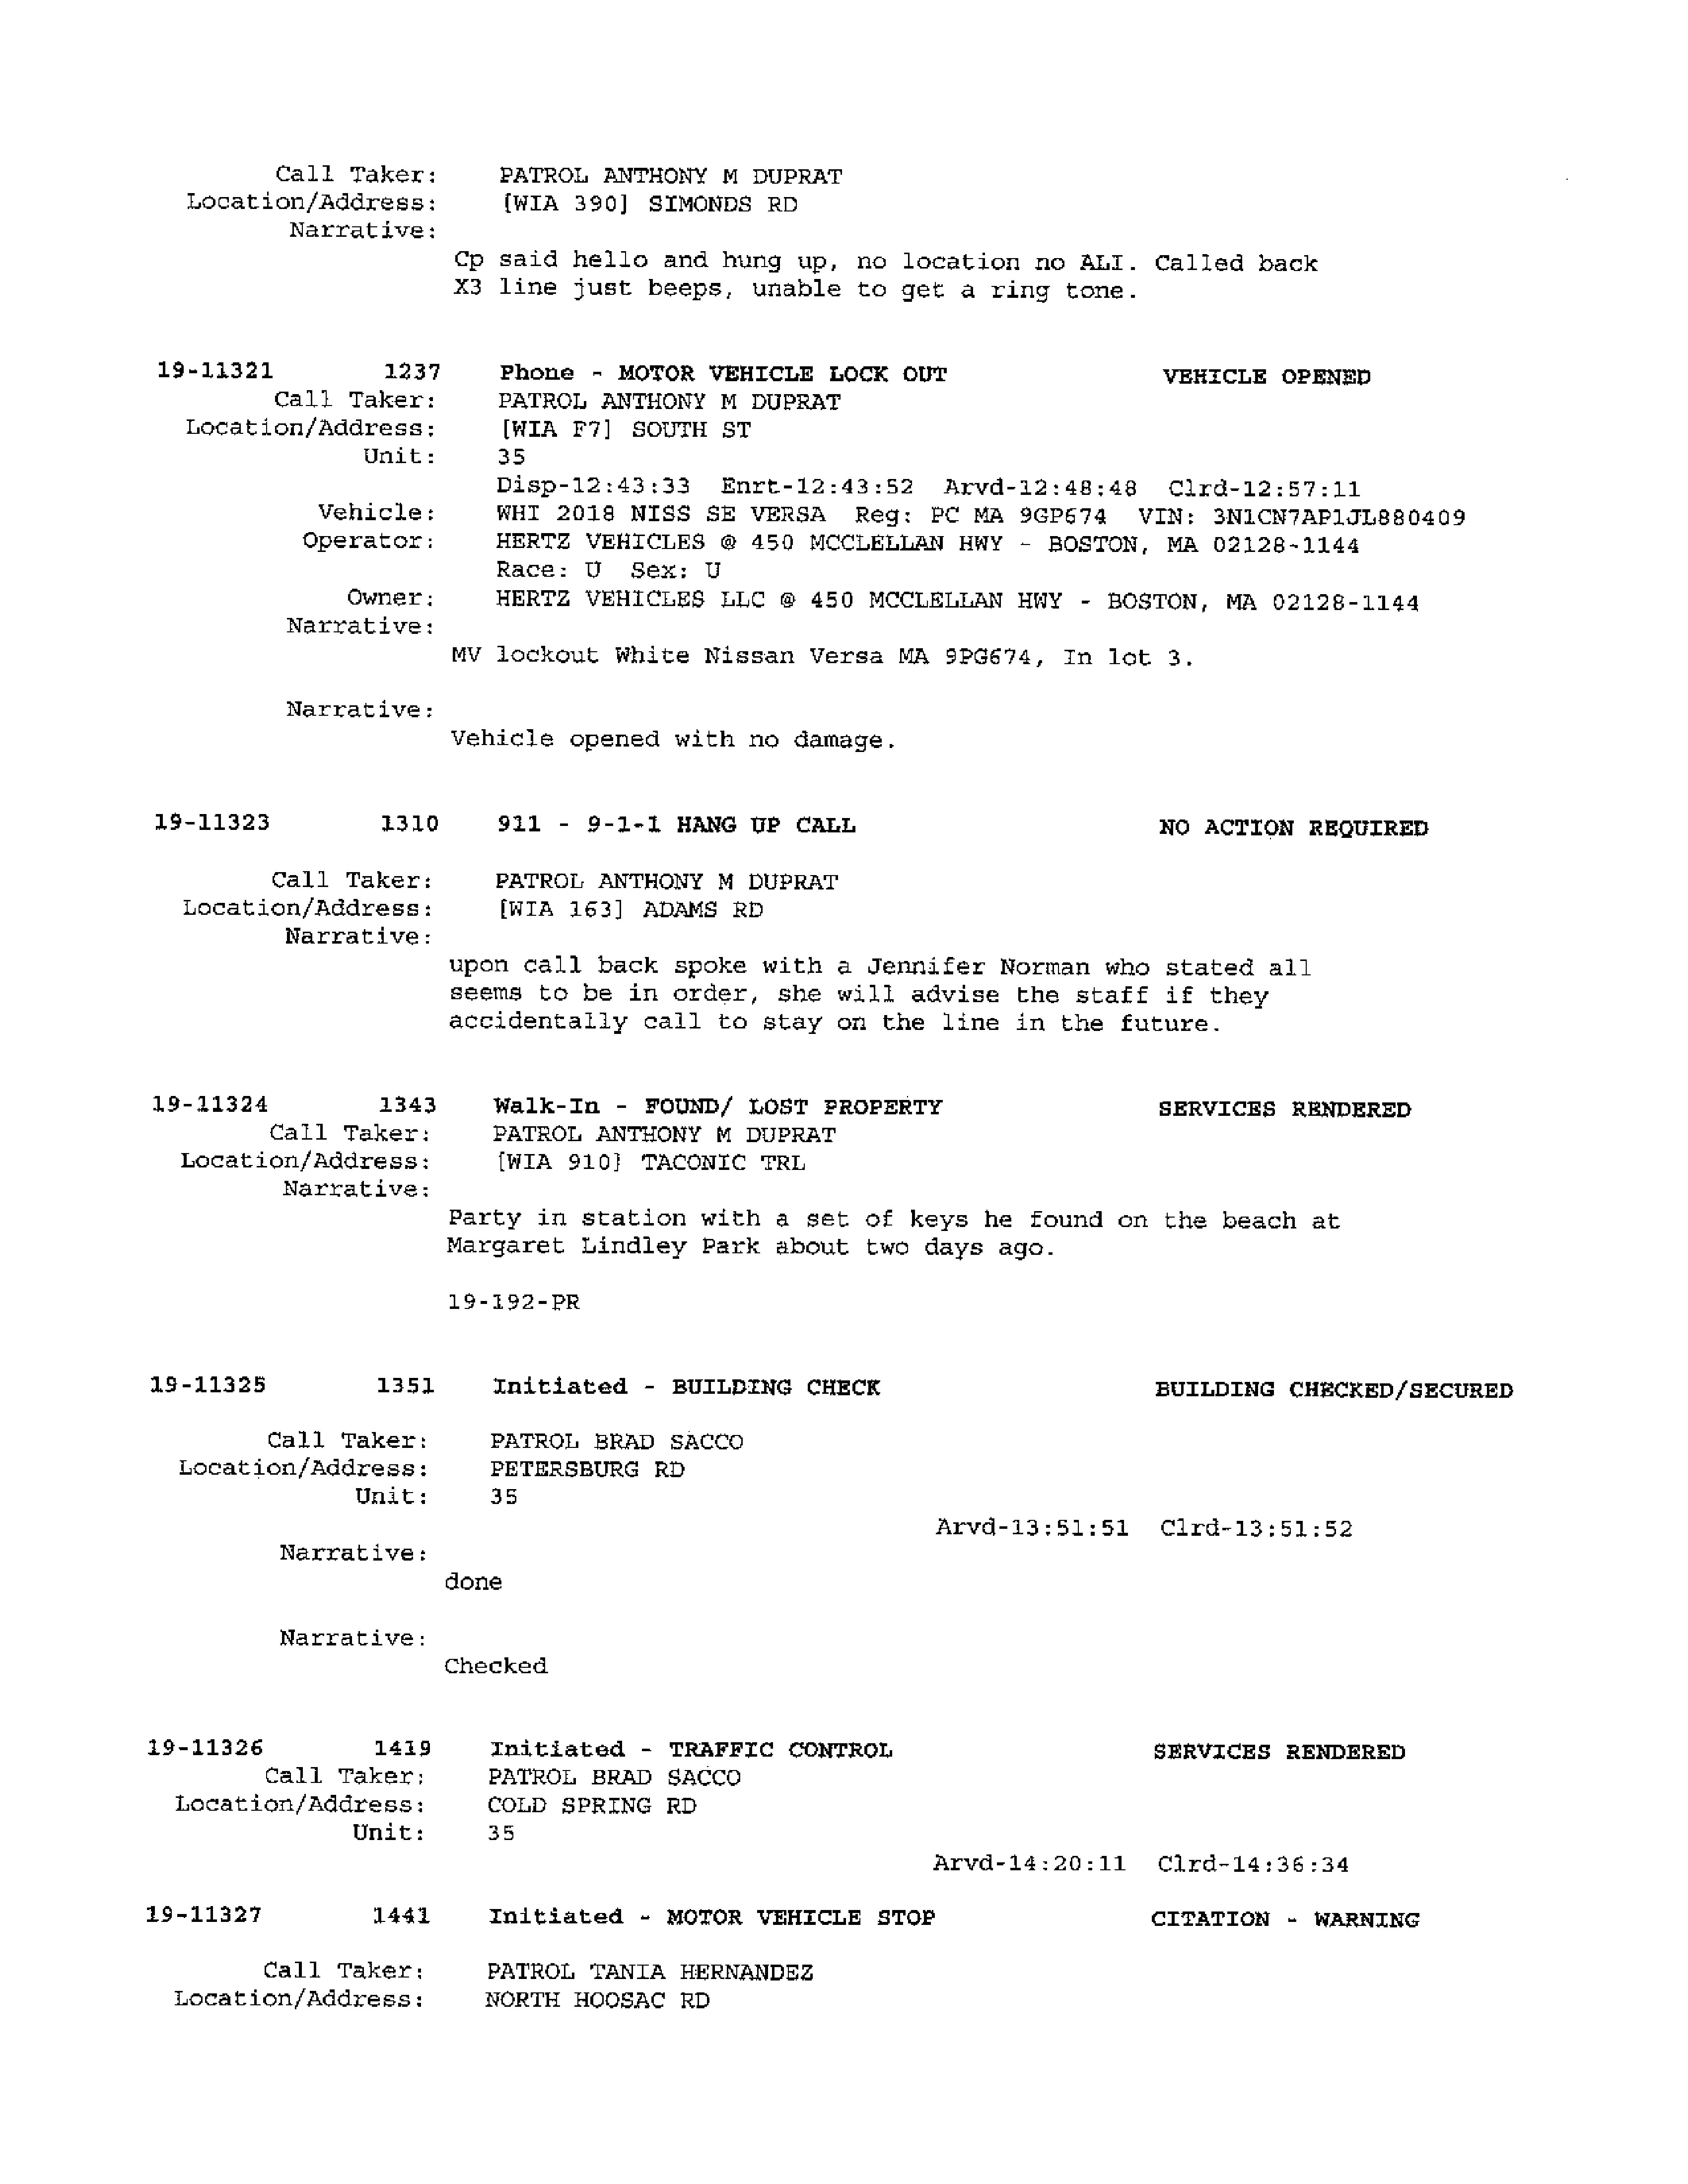 Call Taker: PATROL ANTHONY M DUPRAT
Location/Address: [WIA 390] SIMONDS RD
Narrative:
Cp said hello and hung up, no location no ALI. Called back
X3 line just beeps, unable to get a ring tone.
19-11321 1237 Phone - MOTOR VEHICLE LOCK OUT VEHICLE OPENED
Call Taker: PATROL ANTHONY M DUPRAT
Location/Address: [WIA F7] SOUTH ST
Unit: 35
Disp-12:43:33 Enrt-12:43:52 Arvd-12:48:48 Clrd-12:57:11
Vehicle: WHI 2018 NISS SE VERSA Reg: PC MA 9GP674 VIN: 3N1CN7AP1JL880409
Operator: HERTZ VEHICLES @ 450 MCCLELLAN HWY - BOSTON, MA 02128-1144
Race: U Sex: U
Owner: HERTZ VEHICLES LLC @ 450 MCCLELLAN HWY - BOSTON, MA 02128-1144
Narrative:
MV lockout White Nissan Versa MA 9PG674, In lot 3.
Narrative:
Vehicle opened with no damage.
19-11323 1310 911 - 9-1-1 HANG UP CALL NO ACTION REQUIRED
Call Taker: PATROL ANTHONY M DUPRAT
Location/Address: [WIA 163] ADAMS RD
Narrative:
upon call back spoke with a Jennifer Norman who stated all
seems to be in order, she will advise the staff if they
accidentally call to stay on the line in the future.
19-11324 1343 Walk-In - FOUND/ LOST PROPERTY SERVICES RENDERED
Call Taker: PATROL ANTHONY M DUPRAT
Location/Address: [WIA 910] TACONIC TRL
Narrative:
Party in station with a set of keys he found on the beach at
Margaret Lindley Park about two days ago.
19-192-PR
19-11325 1351 Initiated - BUILDING CHECK BUILDING CHECKED/SECURED
Call Taker: PATROL BRAD SACCO
Location/Address: PETERSBURG RD
Unit: 35
Arvd-13:51:51 Clrd-13:51:52
Narrative:
done
Narrative:
Checked
19-11326 1419 Initiated - TRAFFIC CONTROL SERVICES RENDERED
Call Taker: PATROL BRAD SACCO
Location/Address: COLD SPRING RD
Unit: 35
Arvd-14:20:11 Clrd-14:36:34
19-11327 1441 Initiated - MOTOR VEHICLE STOP CITATION - WARNING
Call Taker: PATROL TANIA HERNANDEZ
Location/Address: NORTH HOOSAC RD